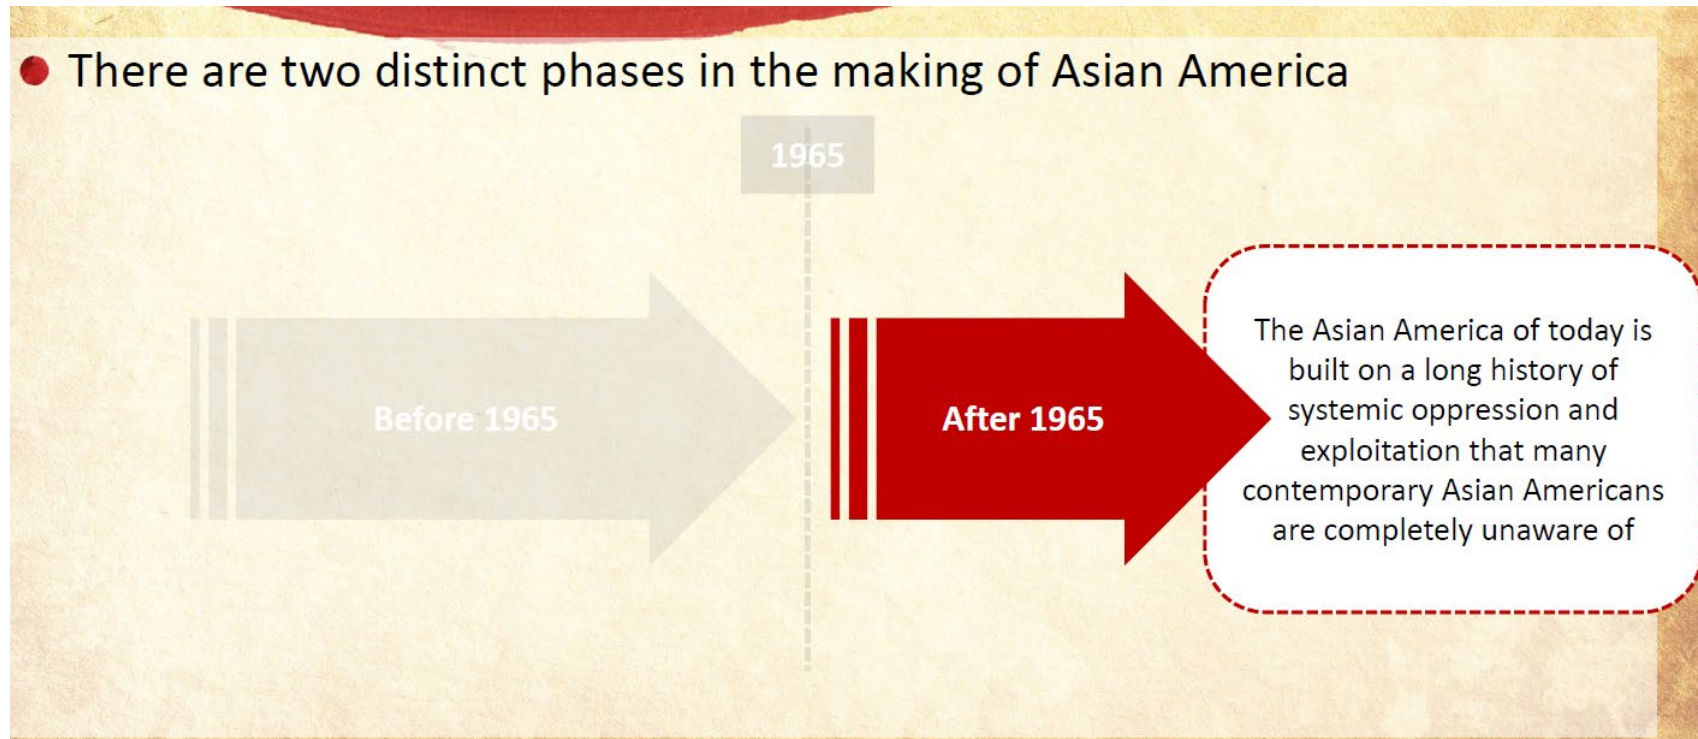 There are two distinct phases in the making of Asian America
1965
Before 1965
After 1965
The Asian America of today is
built on a long history of
systemic oppression and
exploitation that many
contemporary Asian Americans
are completely unaware of